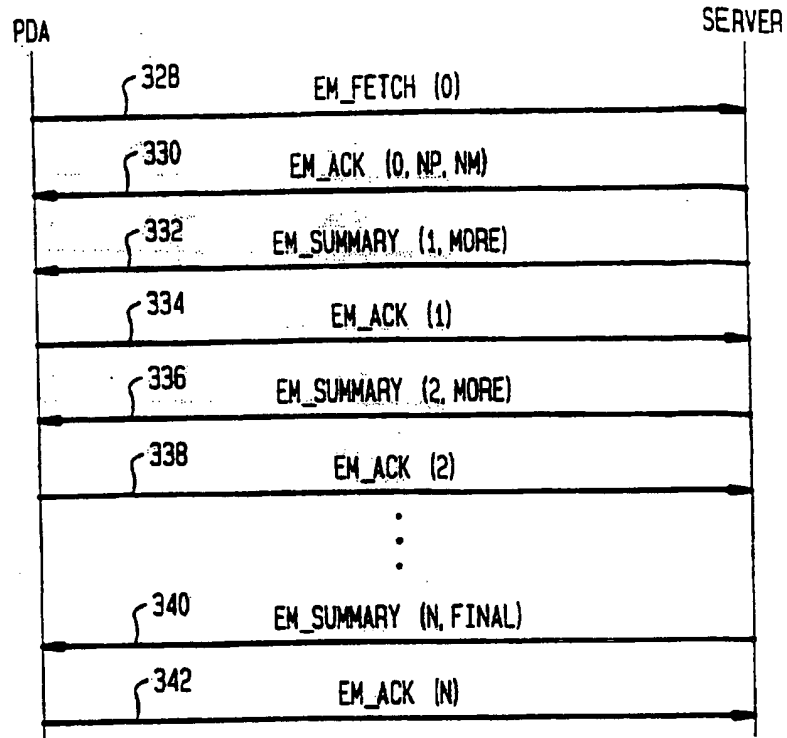 PDA
SERVER
328
EM_FETCH (0)
330
EM_ACK (0, NP, NM)
332
EM_SUMMARY (1, MORE)
334
EM_ACK (1)
336
EM_SUMMARY (2, MORE)
338
EM_ACK (2)
340
EM_SUMMARY (N, FINAL)
342
EM_ACK (N)